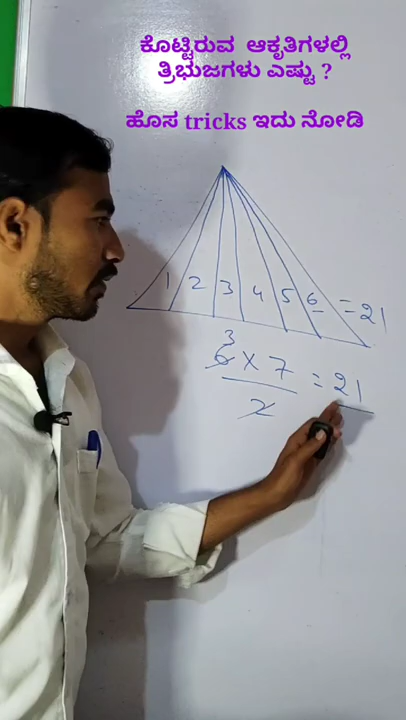 ಕೊಟ್ಟಿರುವ ಆಕೃತಿಗಳಲ್ಲಿ
ತ್ರಿಭುಜಗಳು ಎಷ್ಟು ?
ಹೊಸ tricks ಇದು ನೋಡಿ
1 2 3 4 5 6 = 21
3
6 x 7 = 21
2